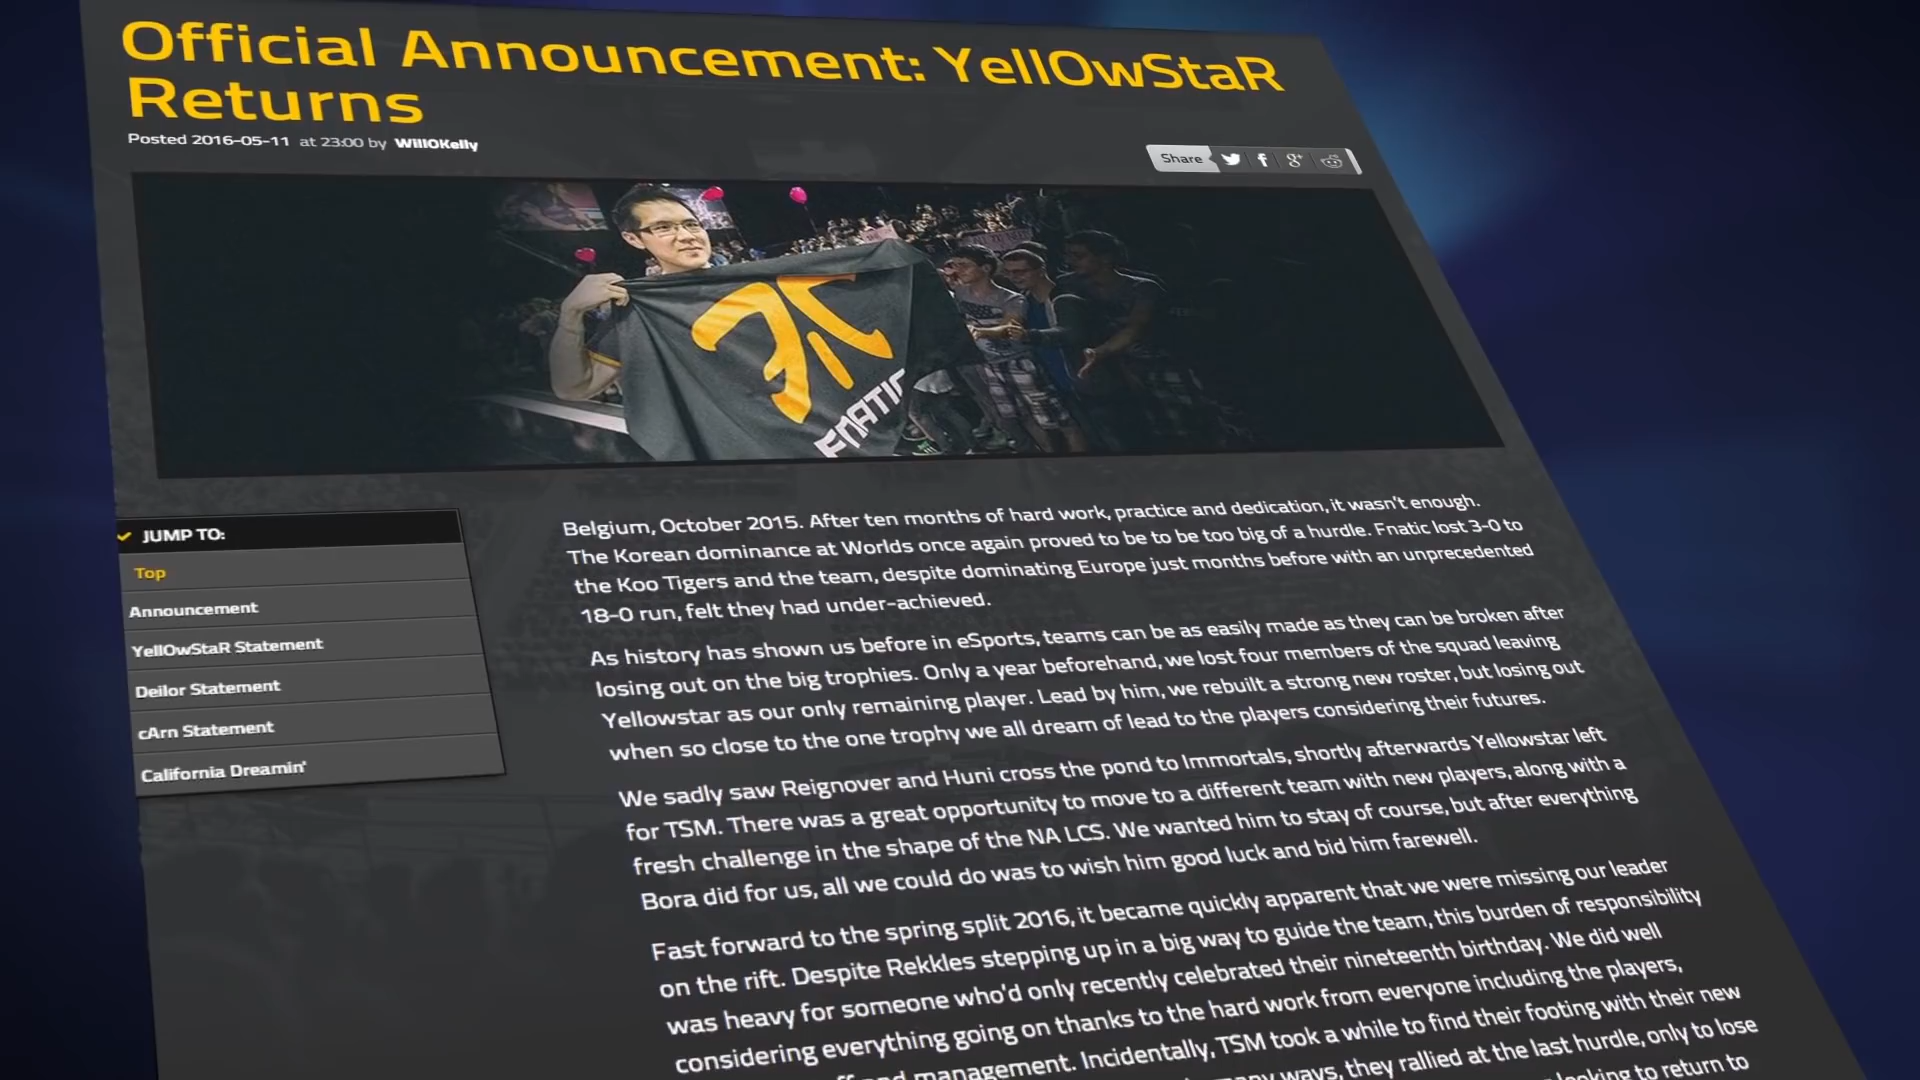 Official Announcement: YellOwStaR
Returns
Posted 2016-05-11 at 23:00 by WillOKelly
Share
FNATIC
JUMP TO:
Top
Announcement
YellOwStaR Statement
Deilor Statement
cArn Statement
California Dreamin'
Belgium, October 2015. After ten months of hard work, practice and dedication, it wasn't enough.
The Korean dominance at Worlds once again proved to be to be too big of a hurdle. Fnatic lost 3-0 to
the Koo Tigers and the team, despite dominating Europe just months before with an unprecedented
18-0 run, felt they had under-achieved.
As history has shown us before in eSports, teams can be as easily made as they can be broken after
losing out on the big trophies. Only a year beforehand, we lost four members of the squad leaving
Yellowstar as our only remaining player. Lead by him, we rebuilt a strong new roster, but losing out
when so close to the one trophy we all dream of lead to the players considering their futures.
We sadly saw Reignover and Huni cross the pond to Immortals, shortly afterwards Yellowstar left
for TSM. There was a great opportunity to move to a different team with new players, along with a
fresh challenge in the shape of the NA LCS. We wanted him to stay of course, but after everything
Bora did for us, all we could do was to wish him good luck and bid him farewell.
Fast forward to the spring split 2016, it became quickly apparent that we were missing our leader
on the rift. Despite Rekkles stepping up in a big way to guide the team, this burden of responsibility
was heavy for someone who'd only recently celebrated their nineteenth birthday. We did well
considering everything going on thanks to the hard work from everyone including the players,
management. Incidentally, TSM took a while to find their footing with their new
ways, they rallied at the last hurdle, only to lose
looking to return to